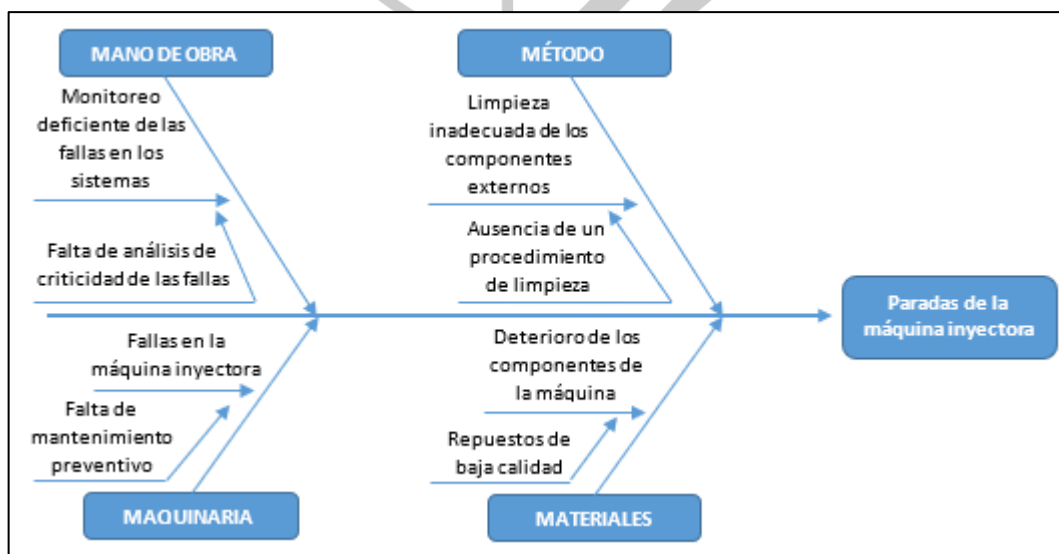 MANO DE OBRA
MÉTODO
Monitoreo
deficiente de las
fallas en los
sistemas
Falta de análisis de
criticidad de las fallas
Limpieza
inadecuada de los
componentes
externos
Ausencia de un
procedimiento
de limpieza
Paradas de la
máquina inyectora
Fallas en la
máquina inyectora
Falta de
mantenimiento
preventivo
Deterioro de los
componentes de
la máquina
Repuestos de
baja calidad
MAQUINARIA
MATERIALES